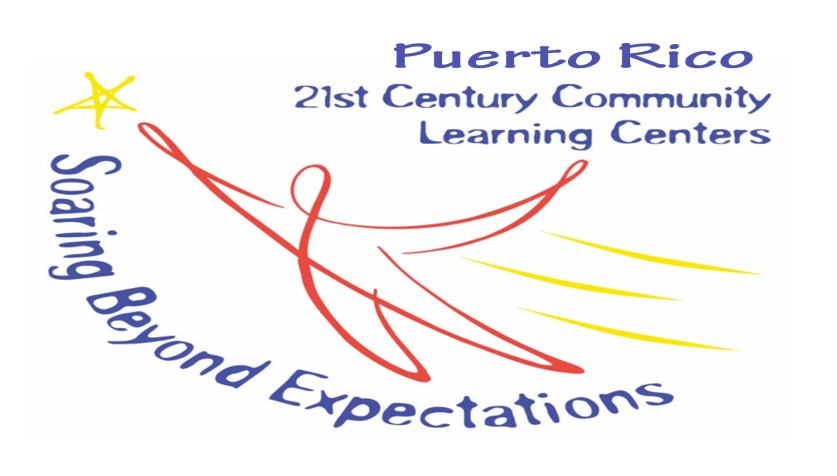 Puerto Rico
21st Century Community
Learning Centers
Soaring Beyond Expectations